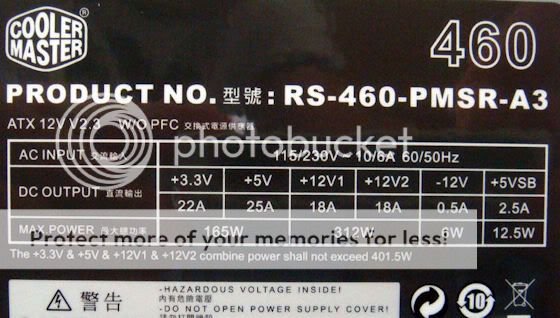 COOLER
MASTER
460
PRODUCT NO. 型號 : RS-460-PMSR-A3
ATX 12V V2.3 W/O PFC 交換式電源供應器
photobucket
AC INPUT 交流輸入 115/230V~ 10/6A 60/50Hz
DC OUTPUT 直流輸出 +3.3V +5V +12V1 +12V2 -12V +5VSB
22A 25A 18A 18A 0.5A 2.5A
MAX. POWER 最大總功率 165W 312W 6W 12.5W
Protect more of your memories for less!
The +3.3V & +5V & +12V1 & +12V2 combine power shall not exceed 401.5W
警告
-HAZARDOUS VOLTAGE INSIDE!
內有危險電壓
-DO NOT OPEN POWER SUPPLY COVER!
10